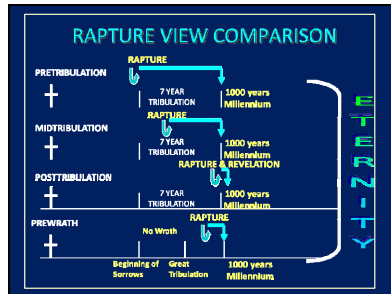 RAPTURE VIEW COMPARISON
RAPTURE
PRETRIBULATION
7 YEAR
TRIBULATION
1000 years
Millennium
RAPTURE
MIDTRIBULATION
7 YEAR
TRIBULATION
1000 years
Millennium
RAPTURE & REVELATION
POSTTRIBULATION
7 YEAR
TRIBULATION
1000 years
Millennium
PREWRATH
RAPTURE
No Wrath
Beginning of
Sorrows
Great
Tribulation
1000 years
Millennium
ETERNITY